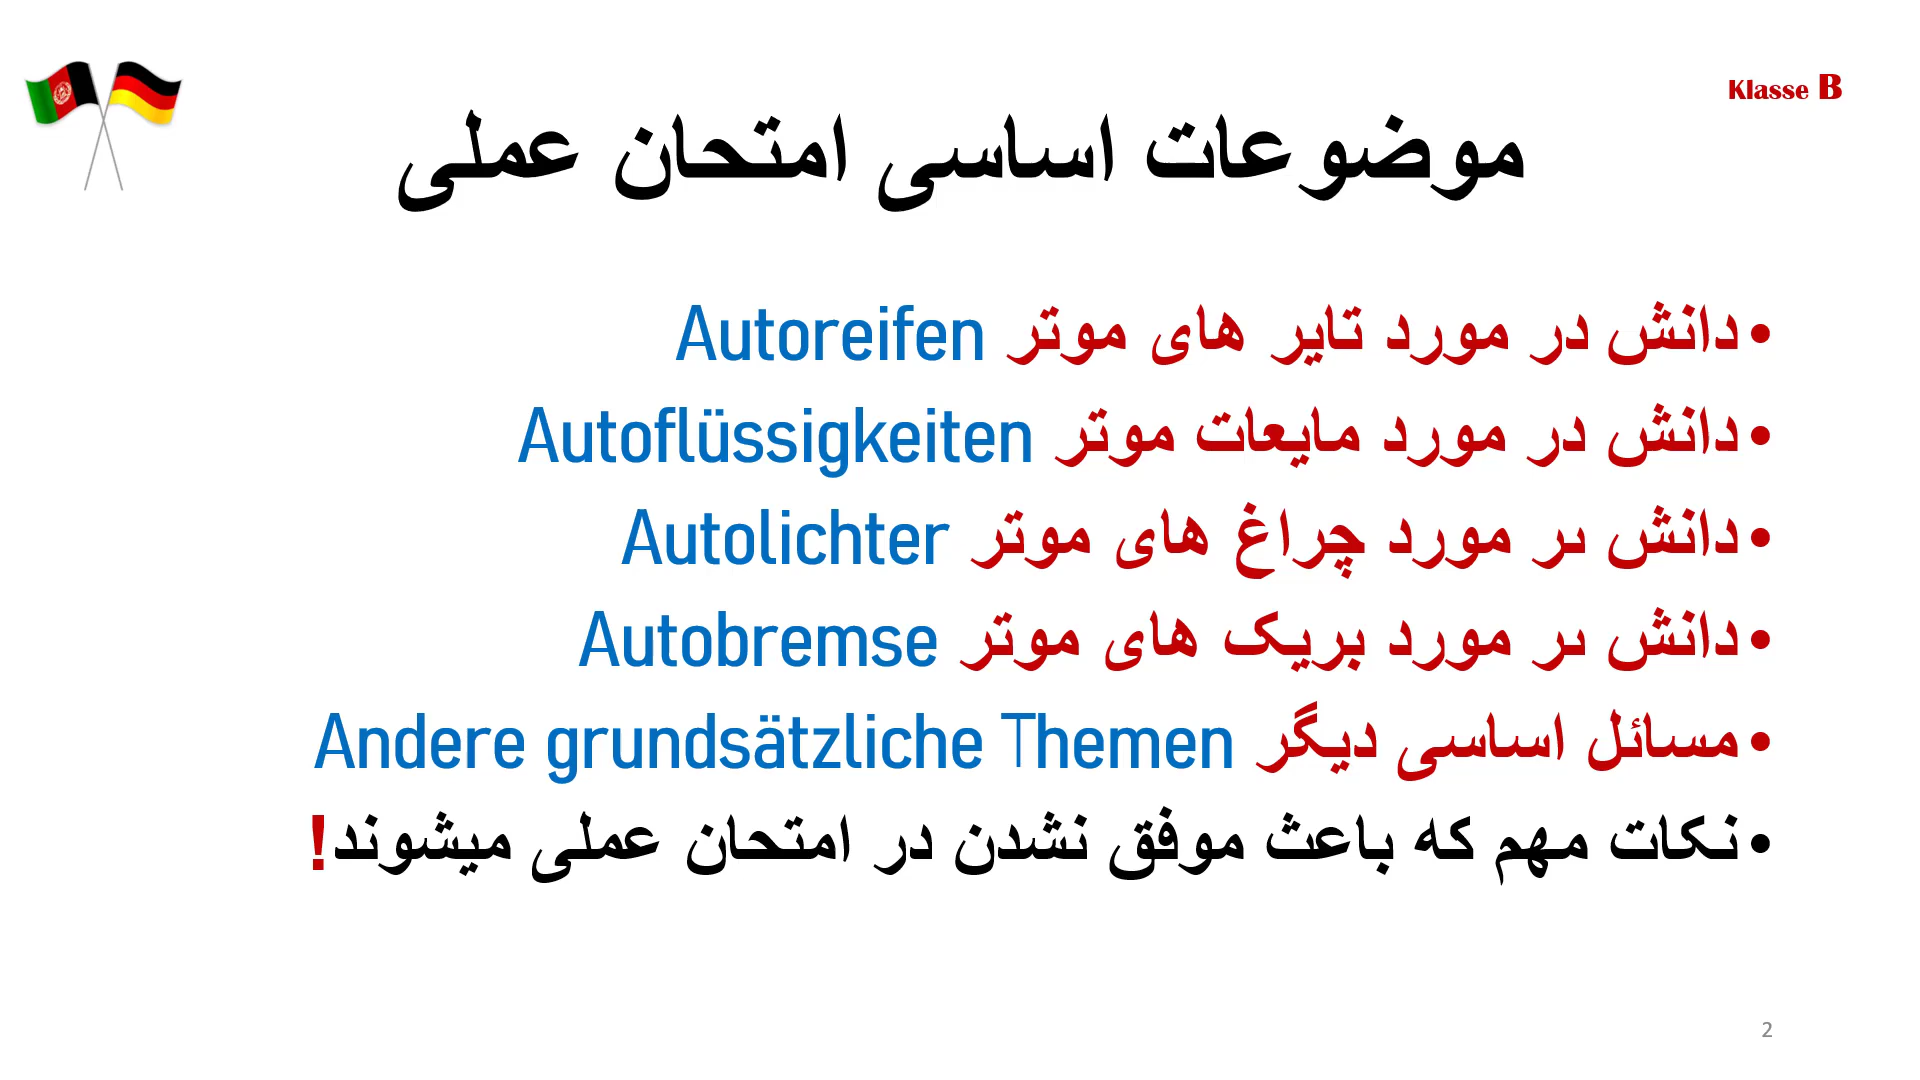 Klasse B
موضوعات اساسی امتحان عملی
•دانش در مورد تایر های موتر Autoreifen
•دانش در مورد مایعات موتر Autoflüssigkeiten
•دانش در مورد چراغ های موتر Autolichter
•دانش در مورد بریک های موتر Autobremse
•مسائل اساسی دیگر Andere grundsätzliche Themen
•نکات مهم که باعث موفق نشدن در امتحان عملی میشوند!
2